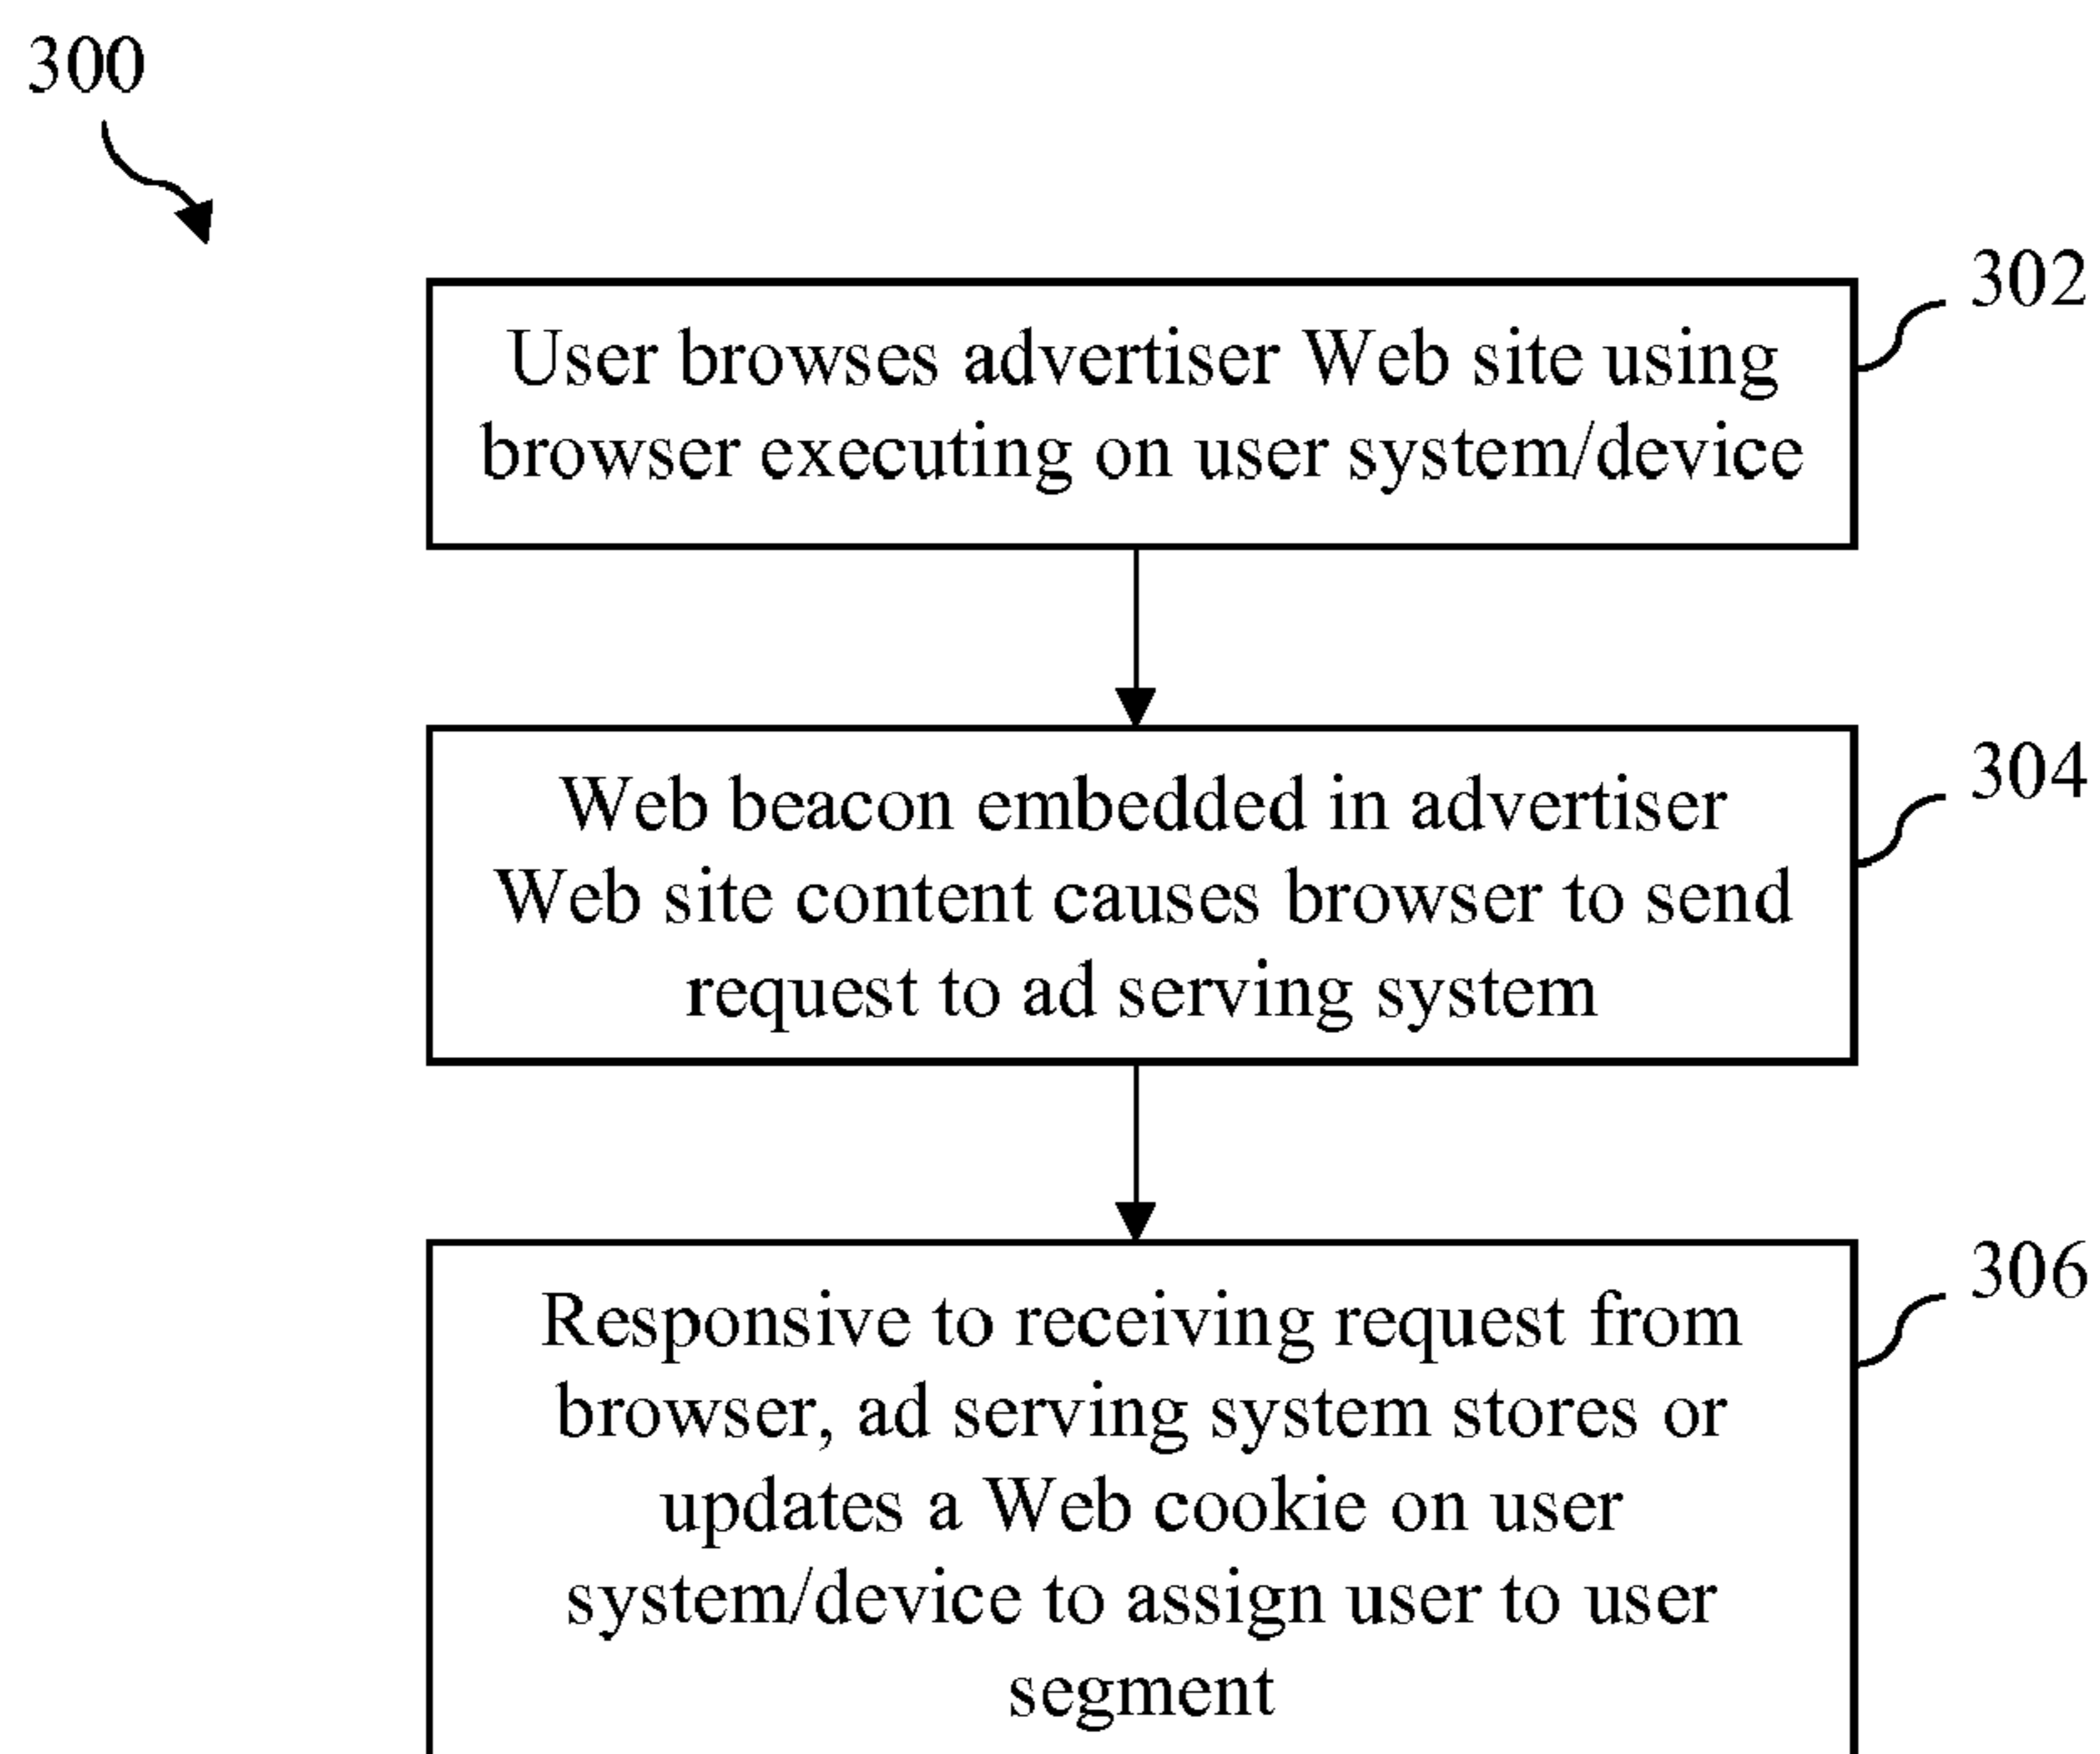 300
302
User browses advertiser Web site using
browser executing on user system/device
304
Web beacon embedded in advertiser
Web site content causes browser to send
request to ad serving system
306
Responsive to receiving request from
browser, ad serving system stores or
updates a Web cookie on user
system/device to assign user to user
segment